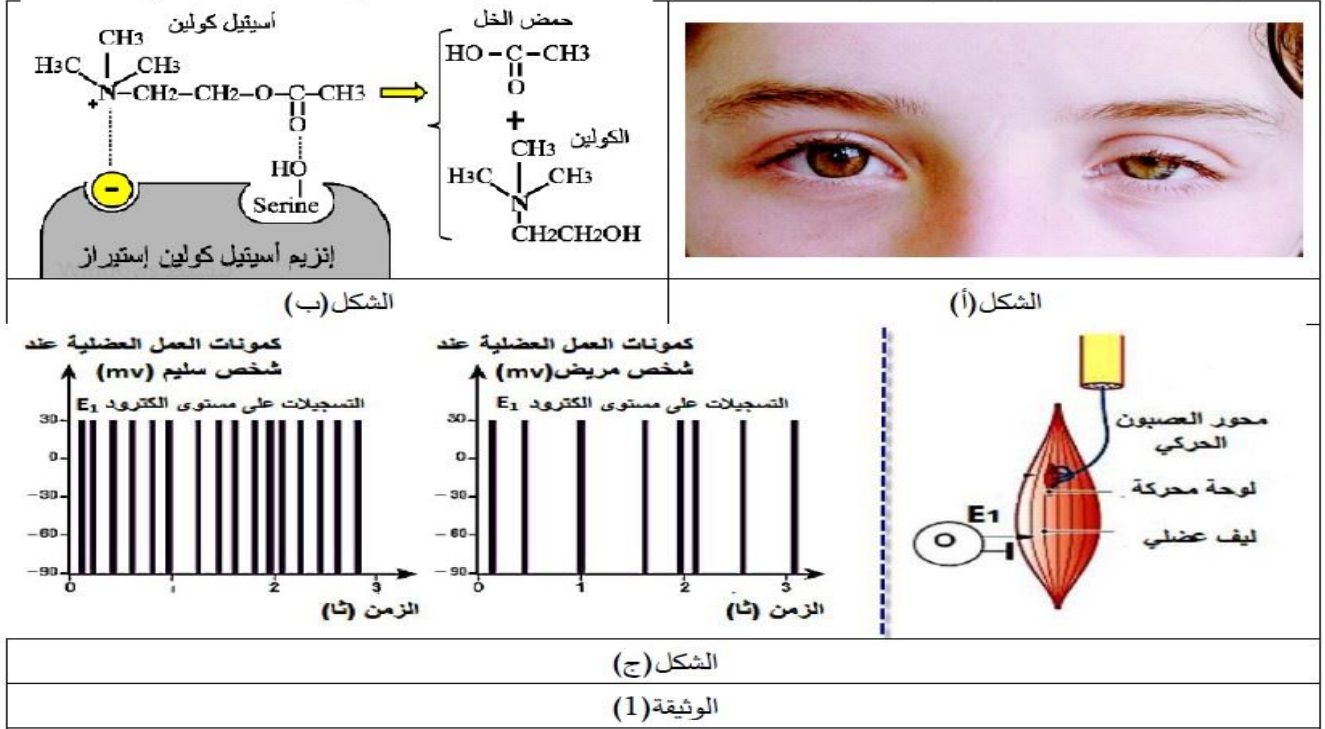 أسيتيل كولين
CH3
H3C
CH3
N–CH2–CH2–O–C–CH3
+
O
HO
-
Serine
إنزيم أسيتيل كولين إستيراز
حمض الخل
HO – C – CH3
O
+
الكولين
CH3
H3C
CH3
N
CH2CH2OH
الشكل(أ)
الشكل(ب)
كمونات العمل العضلية عند
شخص سليم (mv)
التسجيلات على مستوى الكترود E1
30
0
−30
−60
−90
0
1
2
3
الزمن (ثا)
كمونات العمل العضلية عند
شخص مريض(mv)
التسجيلات على مستوى الكترود E1
30
0
−30
−60
−90
0
1
2
3
الزمن (ثا)
محور العصبون
الحركي
لوحة محركة
ليف عضلي
E1
O
الشكل(ج)
الوثيقة(1)